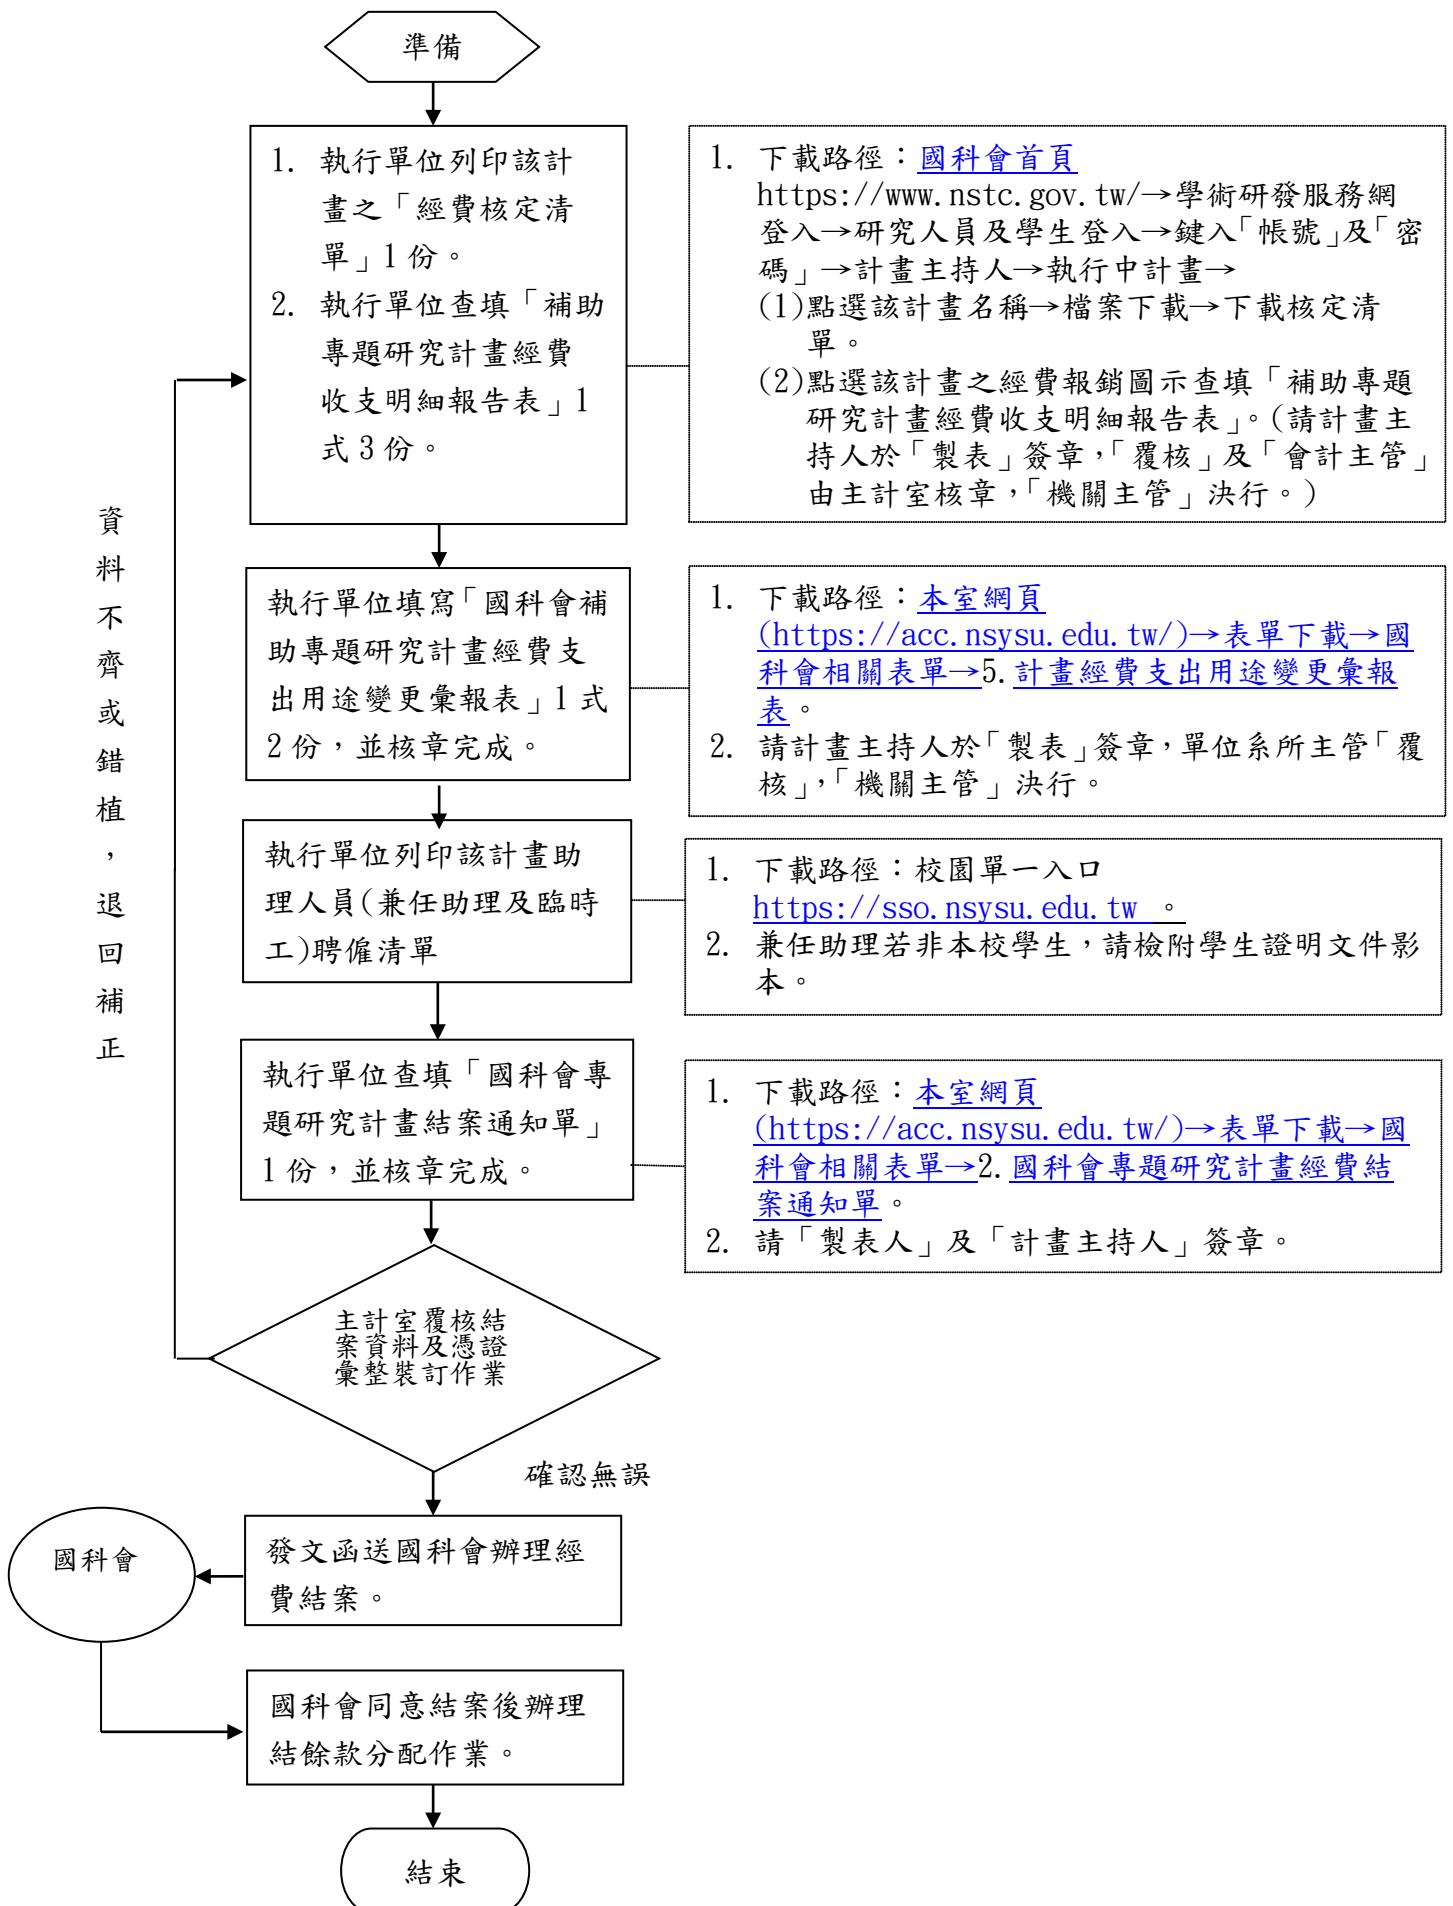 準備
1. 執行單位列印該計
畫之「經費核定清
單」1 份。
2. 執行單位查填「補助
專題研究計畫經費
收支明細報告表」1
式 3 份。
1. 下載路徑：國科會首頁
https://www.nstc.gov.tw/→學術研發服務網
登入→研究人員及學生登入→鍵入「帳號」及「密
碼」→計畫主持人→執行中計畫→
(1)點選該計畫名稱→檔案下載→下載核定清
單。
(2)點選該計畫之經費報銷圖示查填「補助專題
研究計畫經費收支明細報告表」。(請計畫主
持人於「製表」簽章，「覆核」及「會計主管」
由主計室核章，「機關主管」決行。)
資
料
不
齊
或
錯
植
，
退
回
補
正
執行單位填寫「國科會補
助專題研究計畫經費支
出用途變更彙報表」1 式
2 份，並核章完成。
1. 下載路徑：本室網頁
(https://acc.nsysu.edu.tw/)→表單下載→國
科會相關表單→5.計畫經費支出用途變更彙報
表。
2. 請計畫主持人於「製表」簽章，單位系所主管「覆
核」，「機關主管」決行。
執行單位列印該計畫助
理人員(兼任助理及臨時
工)聘僱清單
1. 下載路徑：校園單一入口
https://sso.nsysu.edu.tw 。
2. 兼任助理若非本校學生，請檢附學生證明文件影
本。
執行單位查填「國科會專
題研究計畫結案通知單」
1 份，並核章完成。
1. 下載路徑：本室網頁
(https://acc.nsysu.edu.tw/)→表單下載→國
科會相關表單→2.國科會專題研究計畫經費結
案通知單。
2. 請「製表人」及「計畫主持人」簽章。
主計室覆核結
案資料及憑證
彙整裝訂作業
確認無誤
國科會
發文函送國科會辦理經
費結案。
國科會同意結案後辦理
結餘款分配作業。
結束